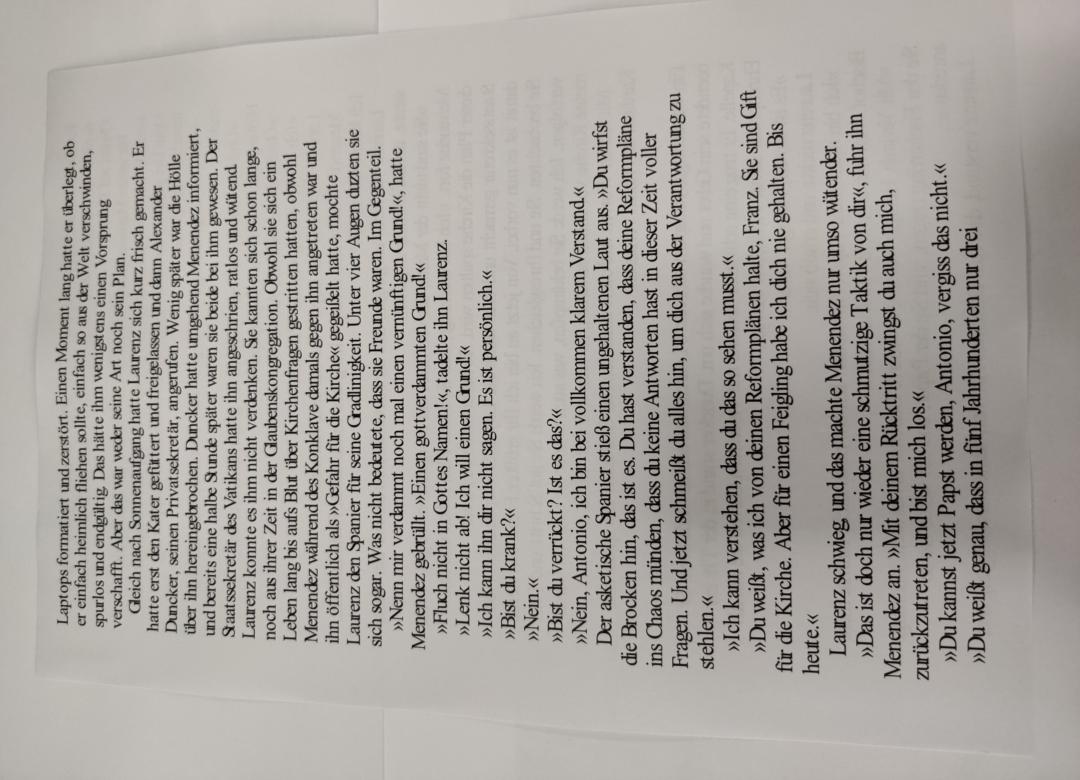 Laptops formatiert und zerstört. Einen Moment lang hatte er überlegt, ob
er einfach heimlich fliehen sollte, einfach so aus der Welt verschwinden,
spurlos und endgültig. Das hätte ihm wenigstens einen Vorsprung
verschafft. Aber das war weder seine Art noch sein Plan.
Gleich nach Sonnenaufgang hatte Laurenz sich kurz frisch gemacht. Er
hatte erst den Kater gefüttert und freigelassen und dann Alexander
Duncker, seinen Privatsekretär, angerufen. Wenig später war die Hölle
über ihn hereingebrochen. Duncker hatte umgehend Menendez informiert,
und bereits eine halbe Stunde später waren sie beide bei ihm gewesen. Der
Staatssekretär des Vatikans hatte ihn angeschrien, ratlos und wütend.
Laurenz konnte es ihm nicht verdenken. Sie kannten sich schon lange,
noch aus ihrer Zeit in der Glaubenskongregation. Obwohl sie sich ein
Leben lang bis aufs Blut über Kirchenfragen gestritten hatten, obwohl
Menendez während des Konklave damals gegen ihn angetreten war und
ihn öffentlich als »Gefahr für die Kirche« gegeißelt hatte, mochte
Laurenz den Spanier für seine Gradlinigkeit. Unter vier Augen duzten sie
sich sogar. Was nicht bedeutete, dass sie Freunde waren. Im Gegenteil.
»Nenn mir verdammt noch mal einen vernünftigen Grund!«, hatte
Menendez gebrüllt. »Einen gottverdammten Grund!«
»Fluch nicht in Gottes Namen!«, tadelte ihn Laurenz.
»Lenk nicht ab! Ich will einen Grund!«
»Ich kann ihn dir nicht sagen. Es ist persönlich.«
»Bist du krank?«
»Nein.«
»Bist du verrückt? Ist es das?«
»Nein, Antonio, ich bin bei vollkommen klarem Verstand.«
Der asketische Spanier stieß einen ungehaltenen Laut aus. »Du wirfst
die Brocken hin, das ist es. Du hast verstanden, dass deine Reformpläne
ins Chaos münden, dass du keine Antworten hast in dieser Zeit voller
Fragen. Und jetzt schmeißt du alles hin, um dich aus der Verantwortung zu
stehlen.«
»Ich kann verstehen, dass du das so sehen musst.«
»Du weißt, was ich von deinen Reformplänen halte, Franz. Sie sind Gift
für die Kirche. Aber für einen Feigling habe ich dich nie gehalten. Bis
heute.«
Laurenz schwieg, und das machte Menendez nur umso wütender.
»Das ist doch nur wieder eine schmutzige Taktik von dir«, fuhr ihn
Menendez an. »Mit deinem Rücktritt zwingst du auch mich,
zurückzutreten, und bist mich los.«
»Du kannst jetzt Papst werden, Antonio, vergiss das nicht.«
»Du weißt genau, dass in fünf Jahrhunderten nur drei